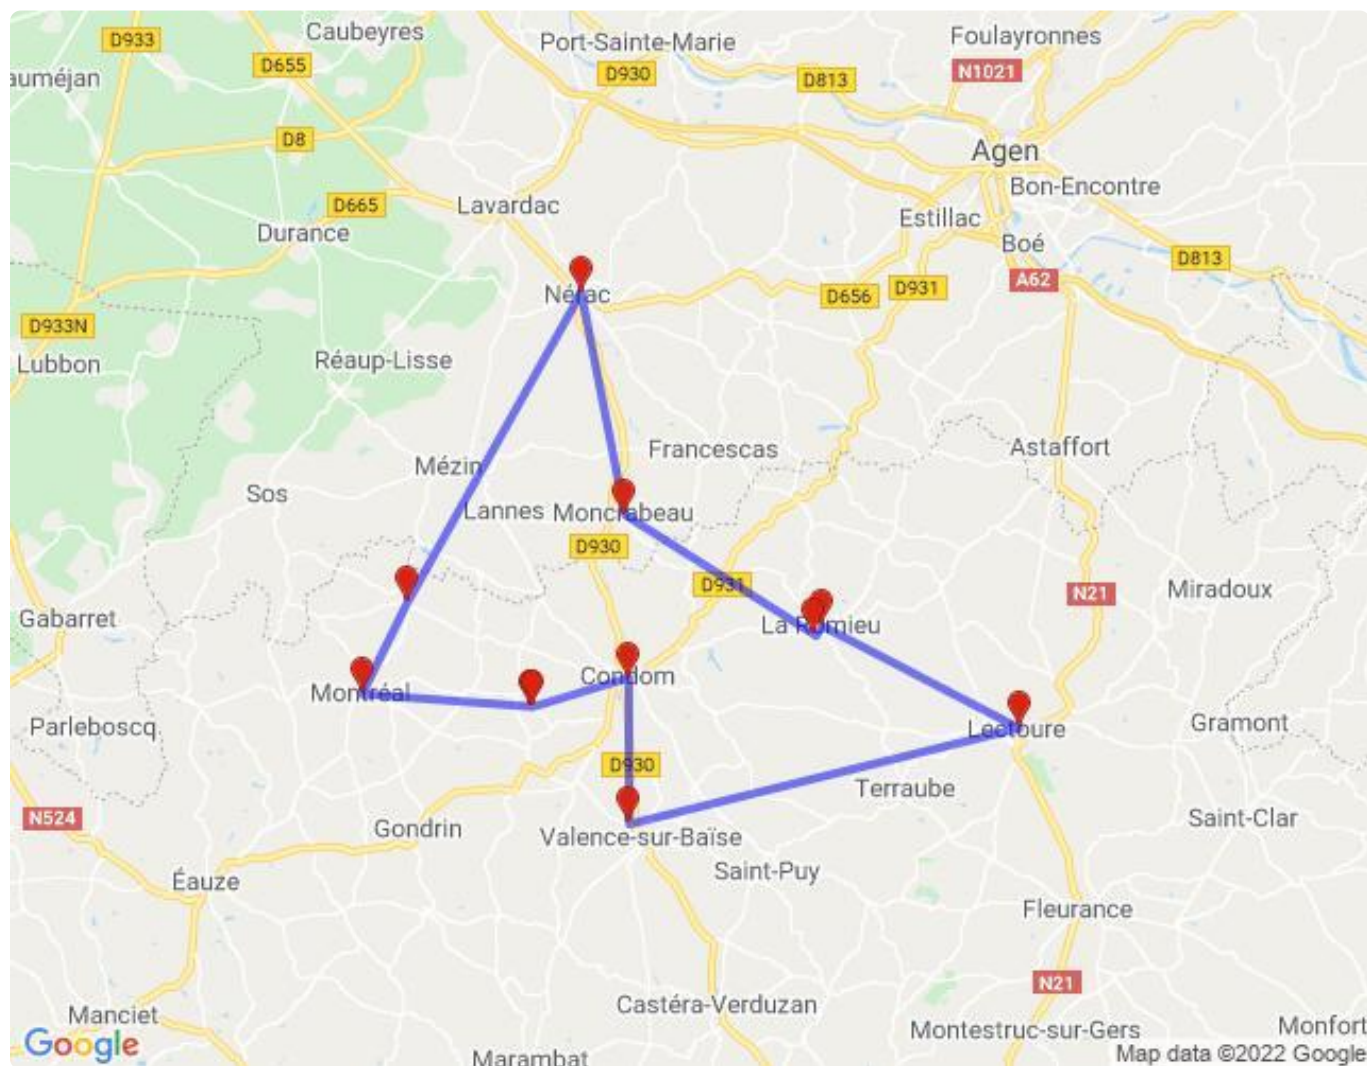 D933
Caubeyres
Port-Sainte-Marie
Foulayronnes
D655
D930
D813
N1021
auméjan
D8
Agen
Bon-Encontre
D665
Lavardac
Estillac
Durance
Boé
D813
Nérac
D656
D931
A62
D933N
Lubbon
Réaup-Lisse
Francescas
Astaffort
Mézin
Sos
Lannes
Moncrabeau
D930
D931
N21
Miradoux
Gabarret
La Romieu
Condom
Montréal
Parleboscq
Lectoure
Gramont
D930
Terraube
N524
Gondrin
Valence-sur-Baïse
Saint-Clar
Saint-Puy
Éauze
Fleurance
N21
Manciet
Castéra-Verduzan
Montestruc-sur-Gers
Monfort
Google
Marambat
Map data ©2022 Google